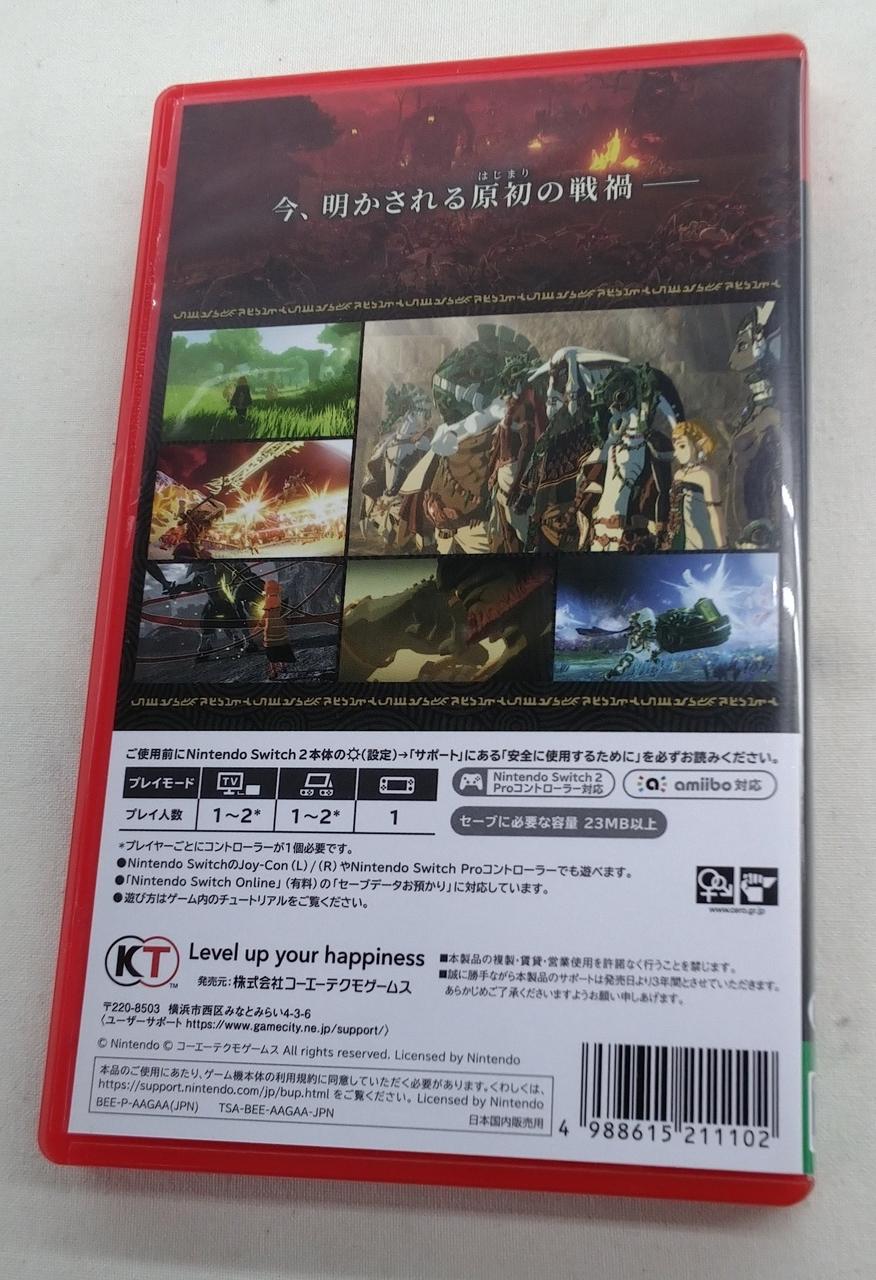 はじまり
今、明かされる原初の戦禍――
ご使用前にNintendo Switch 2本体の(設定)→「サポート」にある「安全に使用するために」を必ずお読みください。
プレイモード TV
プレイ人数 1～2* 1～2* 1
Nintendo Switch 2
Proコントローラー対応
amiibo 対応
セーブに必要な容量 23MB以上
*プレイヤーごとにコントローラーが1個必要です。
●Nintendo SwitchのJoy-Con(L)/(R)やNintendo Switch Proコントローラーでも遊べます。
●「Nintendo Switch Online」(有料)の「セーブデータお預かり」に対応しています。
●遊び方はゲーム内のチュートリアルをご覧ください。
www.cero.gr.jp
KT TM
Level up your happiness
発売元:株式会社コーエーテクモゲームス
■本製品の複製・賃貸・営業使用を許諾なく行うことを禁じます。
■誠に勝手ながら本製品のサポートは発売日より3年間とさせていただきます。
あらかじめご了承くださいますようお願い申しあげます。
〒220-8503 横浜市西区みなとみらい4-3-6
〈ユーザーサポート https://www.gamecity.ne.jp/support/〉
© Nintendo © コーエーテクモゲームス All rights reserved. Licensed by Nintendo
本品のご使用にあたり、ゲーム機本体の利用規約に同意していただく必要があります。くわしくは、
https://support.nintendo.com/jp/bup.html をご覧ください。 Licensed by Nintendo
BEE-P-AAGAA(JPN) TSA-BEE-AAGAA-JPN
日本国内販売用
4 988615 211102